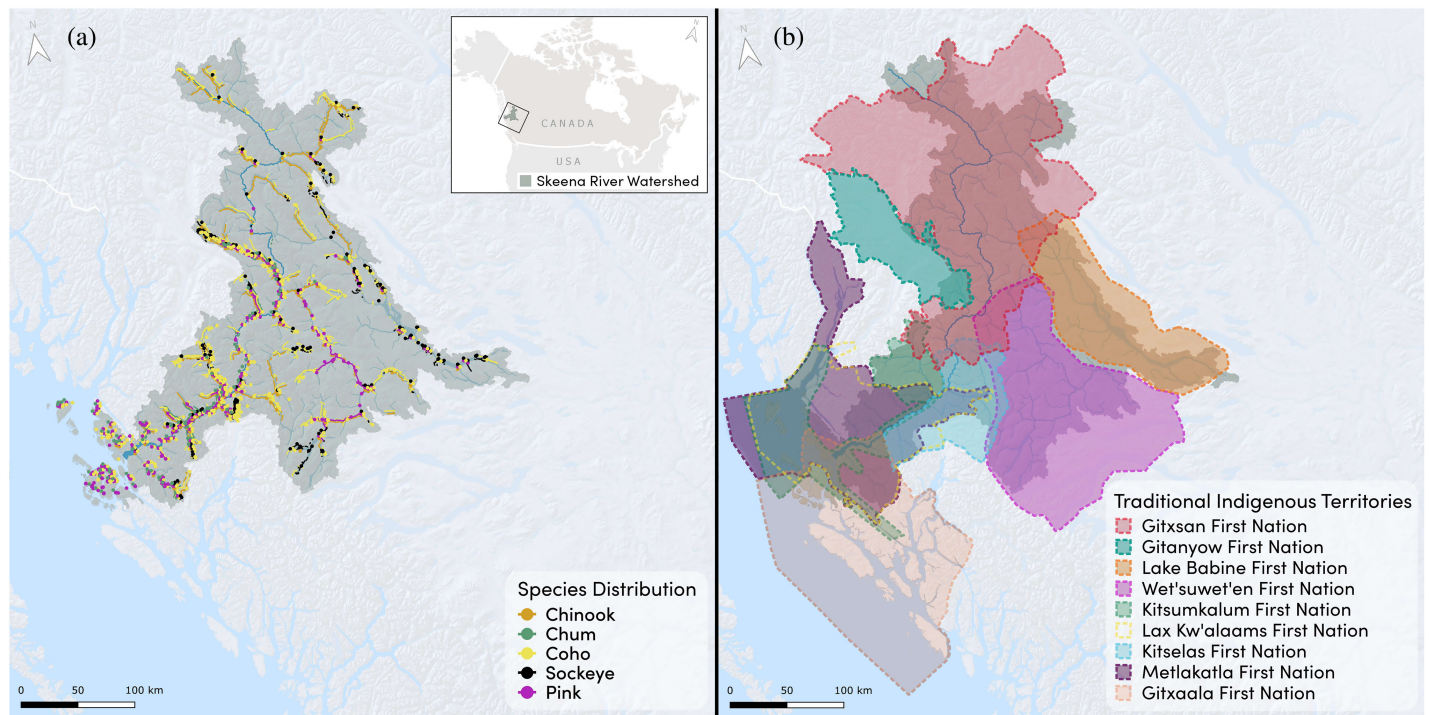 N
(a)
N
CANADA
USA
Skeena River Watershed
Species Distribution
Chinook
Chum
Coho
Sockeye
Pink
0 50 100 km
N
(b)
Traditional Indigenous Territories
Gitxsan First Nation
Gitanyow First Nation
Lake Babine First Nation
Wet'suwet'en First Nation
Kitsumkalum First Nation
Lax Kw'alaams First Nation
Kitselas First Nation
Metlakatla First Nation
Gitxaala First Nation
0 50 100 km